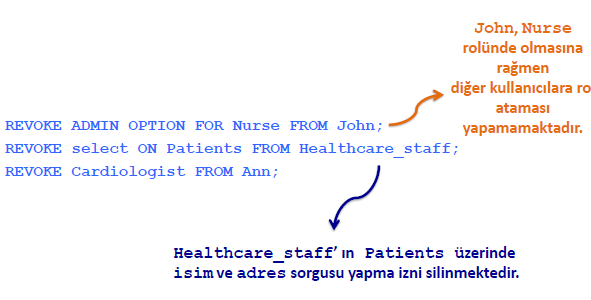 John, Nurse
rolünde olmasına
rağmen
diğer kullanıcılara ro
ataması
yapamamaktadır.
REVOKE ADMIN OPTION FOR Nurse FROM John;
REVOKE select ON Patients FROM Healthcare_staff;
REVOKE Cardiologist FROM Ann;
Healthcare_staff’ın Patients üzerinde
isim ve adres sorgusu yapma izni silinmektedir.